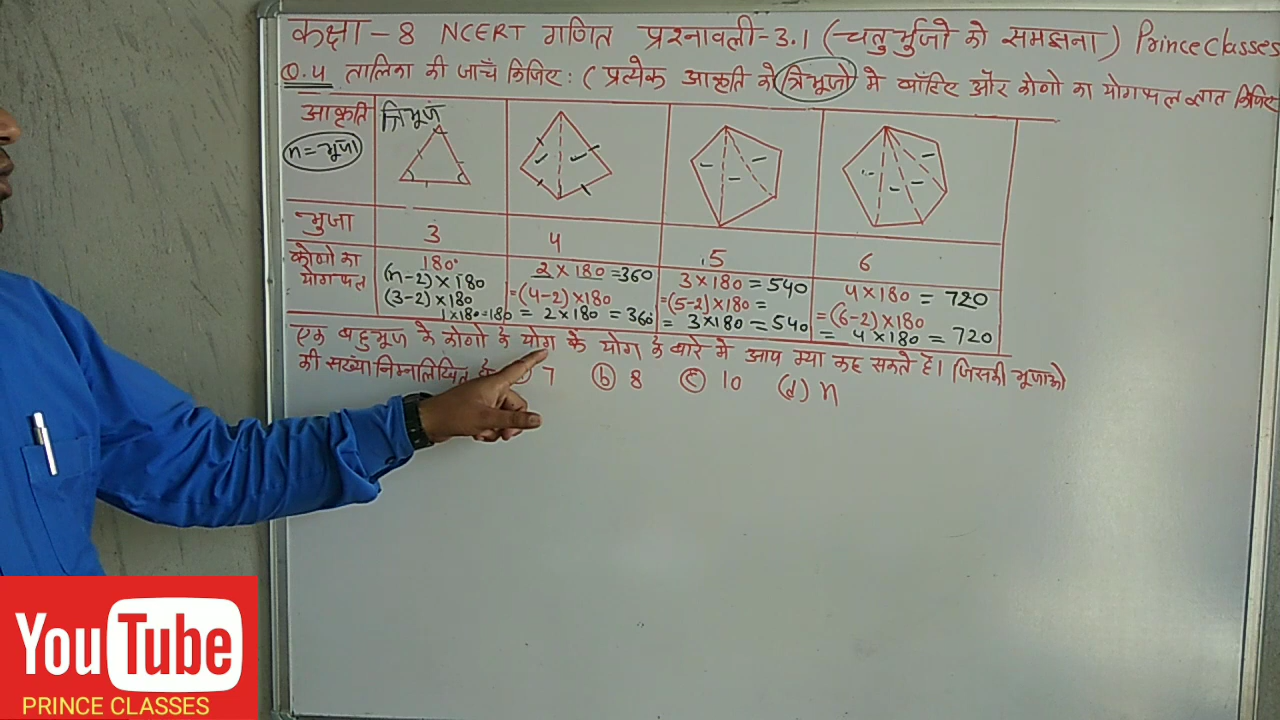 कक्षा - 8 NCERT गणित प्रश्नावली-3.1 (चतुर्भुजो को समझना) Prince Classes
Q.4 तालिका की जाचँ किजिए: (प्रत्येक आकृति को त्रिभूजो मे बाँहिए और कोणो का योगफल ज्ञात किजिए
आकृति त्रिभूज
n = भूजा
भुजा 3 4 5 6
कोणो का योगफल
180° 2 × 180 = 360 3 × 180 = 540 4 × 180 = 720
(n-2) × 180 = (4-2) × 180 = (5-2) × 180 = = (6-2) × 180
(3-2) × 180
1 × 180 = 180 = 2 × 180 = 360 = 3 × 180 = 540 = 4 × 180 = 720
एक बहुभूज के कोणो के योग के योग के बारे मे आप क्या कह सकते हैं। जिसकी भूजाओ
की सख्या निम्नलिखित 7 (b) 8 (c) 10 (d) n
YouTube
PRINCE CLASSES